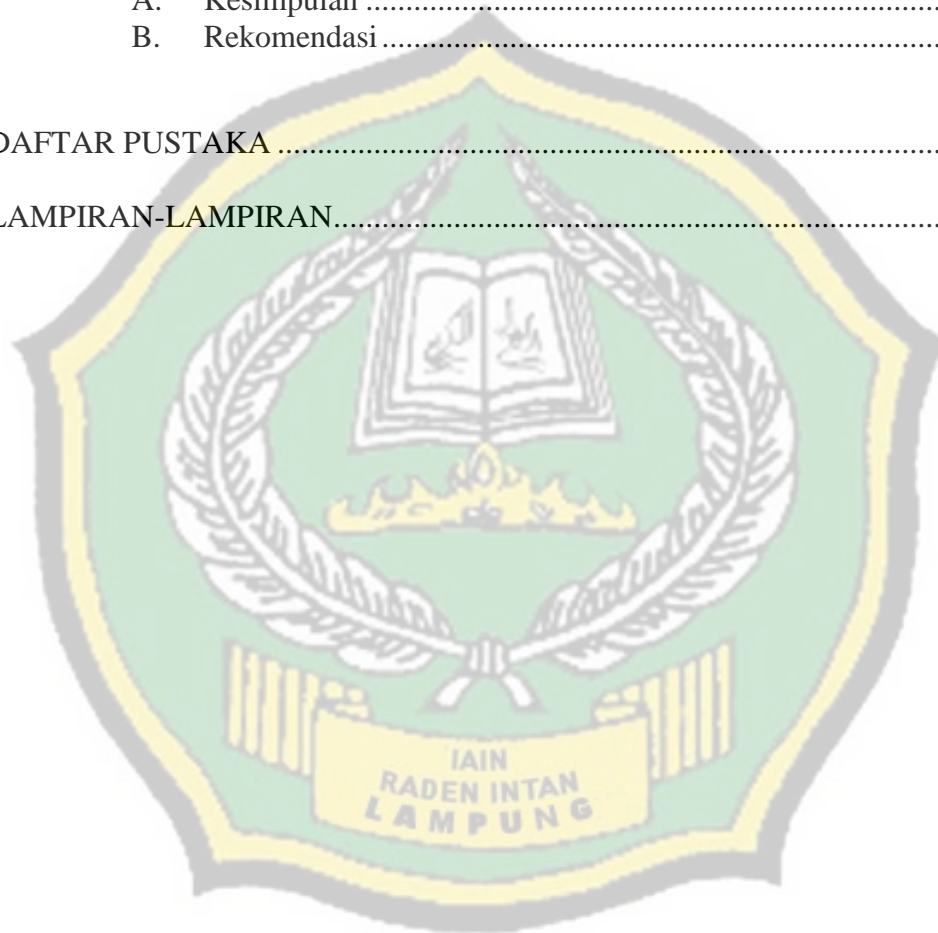 A. Kesimpulan ................................................................................
B. Rekomendasi ................................................................................
DAFTAR PUSTAKA ................................................................................
LAMPIRAN-LAMPIRAN................................................................................
IAIN
RADEN INTAN
LAMPUNG